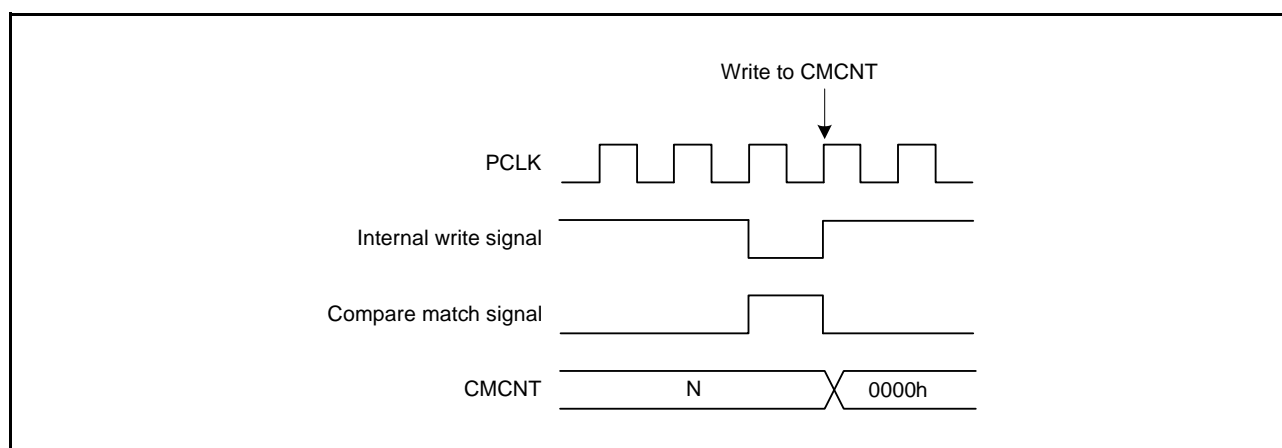 Write to CMCNT
PCLK
Internal write signal
Compare match signal
CMCNT
N
0000h